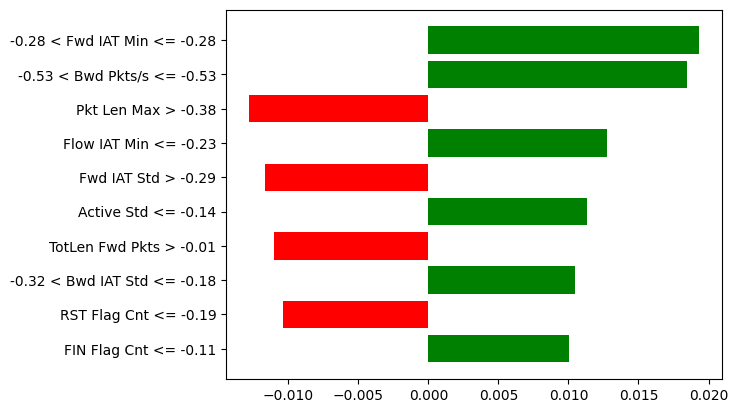 -0.28 < Fwd IAT Min <= -0.28
-0.53 < Bwd Pkts/s <= -0.53
Pkt Len Max > -0.38
Flow IAT Min <= -0.23
Fwd IAT Std > -0.29
Active Std <= -0.14
TotLen Fwd Pkts > -0.01
-0.32 < Bwd IAT Std <= -0.18
RST Flag Cnt <= -0.19
FIN Flag Cnt <= -0.11
−0.010 −0.005 0.000 0.005 0.010 0.015 0.020